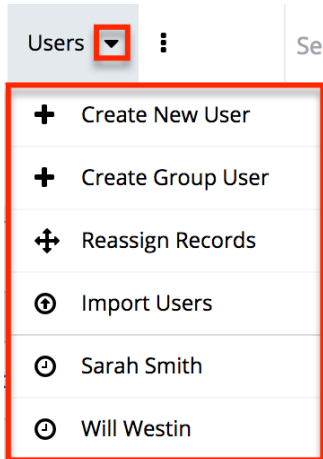 Users
Se
Create New User
Create Group User
Reassign Records
Import Users
Sarah Smith
Will Westin